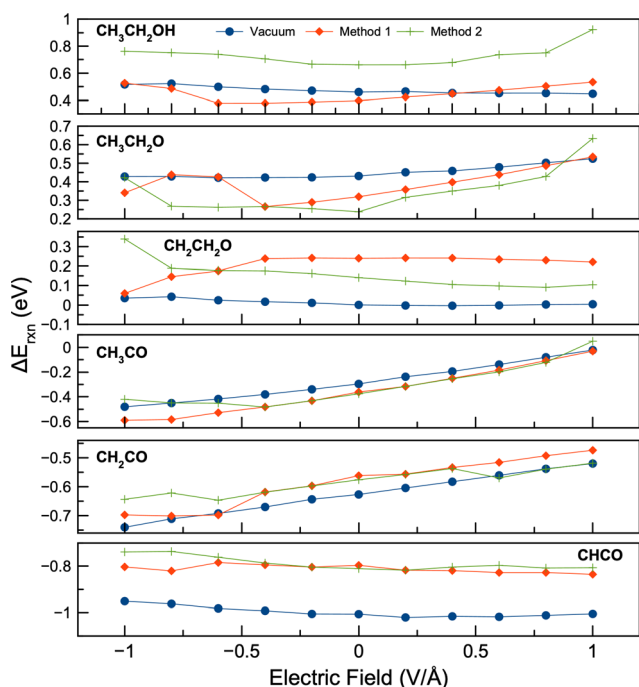 CH₃CH₂OH
Vacuum
Method 1
Method 2
1
0.8
0.6
0.4
CH₃CH₂O
0.7
0.6
0.5
0.4
0.3
0.2
CH₂CH₂O
0.3
0.2
0.1
0
−0.1
CH₃CO
0
−0.2
−0.4
−0.6
CH₂CO
−0.5
−0.6
−0.7
CHCO
−0.8
−1
−1
−0.5
0
0.5
1
ΔE_rxn (eV)
Electric Field (V/Å)